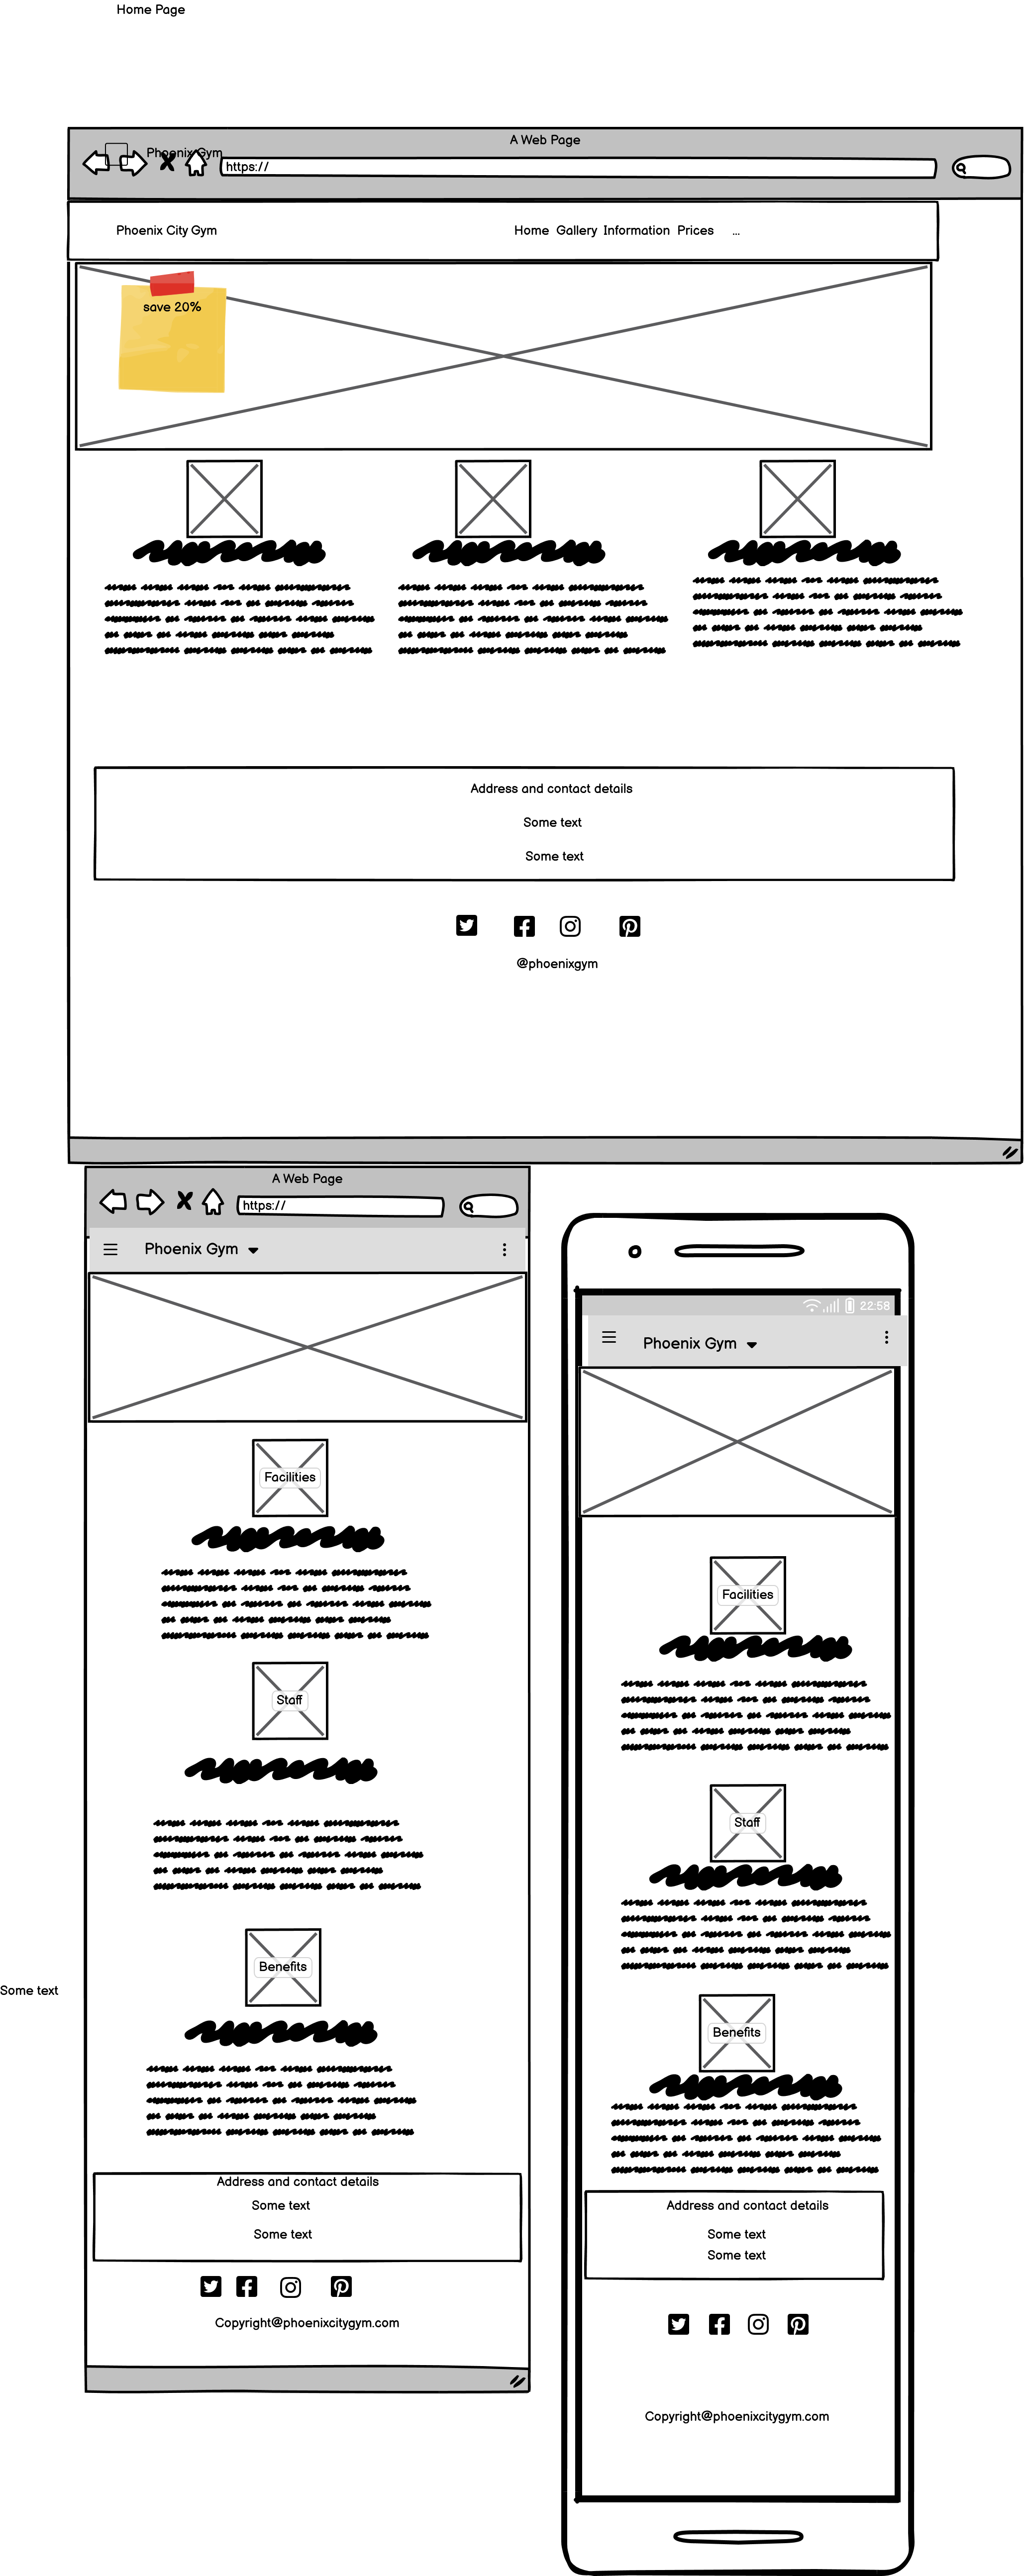 Home Page
A Web Page
Phoenix Gym
https://
Phoenix City Gym
Home Gallery Information Prices ...
save 20%
Address and contact details
Some text
Some text
@phoenixgym
A Web Page
https://
Phoenix Gym
Facilities
Staff
Benefits
Some text
Address and contact details
Some text
Some text
Copyright@phoenixcitygym.com
22:58
Phoenix Gym
Facilities
Staff
Benefits
Address and contact details
Some text
Some text
Copyright@phoenixcitygym.com